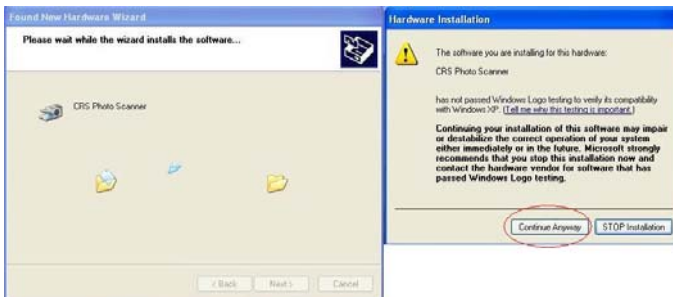 Found New Hardware Wizard
Please wait while the wizard installs the software...
CRS Photo Scanner
< Back
Next >
Cancel
Hardware Installation
The software you are installing for this hardware:
CRS Photo Scanner
has not passed Windows Logo testing to verify its compatibility
with Windows XP. (Tell me why this testing is important.)
Continuing your installation of this software may impair
or destabilize the correct operation of your system
either immediately or in the future. Microsoft strongly
recommends that you stop this installation now and
contact the hardware vendor for software that has
passed Windows Logo testing.
Continue Anyway
STOP Installation